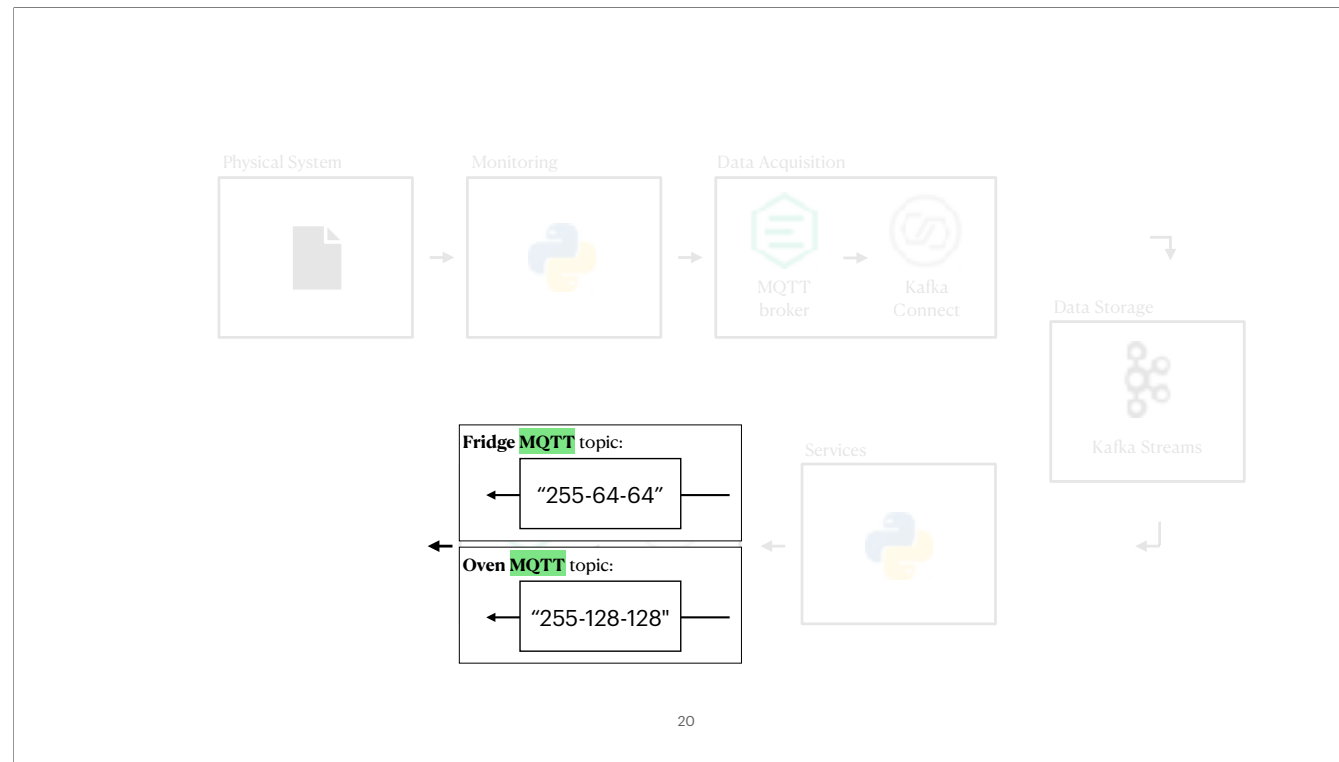 Physical System
Monitoring
Data Acquisition
MQTT
broker
Kafka
Connect
Data Storage
Kafka Streams
Services
Fridge MQTT topic:
“255-64-64”
Oven MQTT topic:
“255-128-128"
20